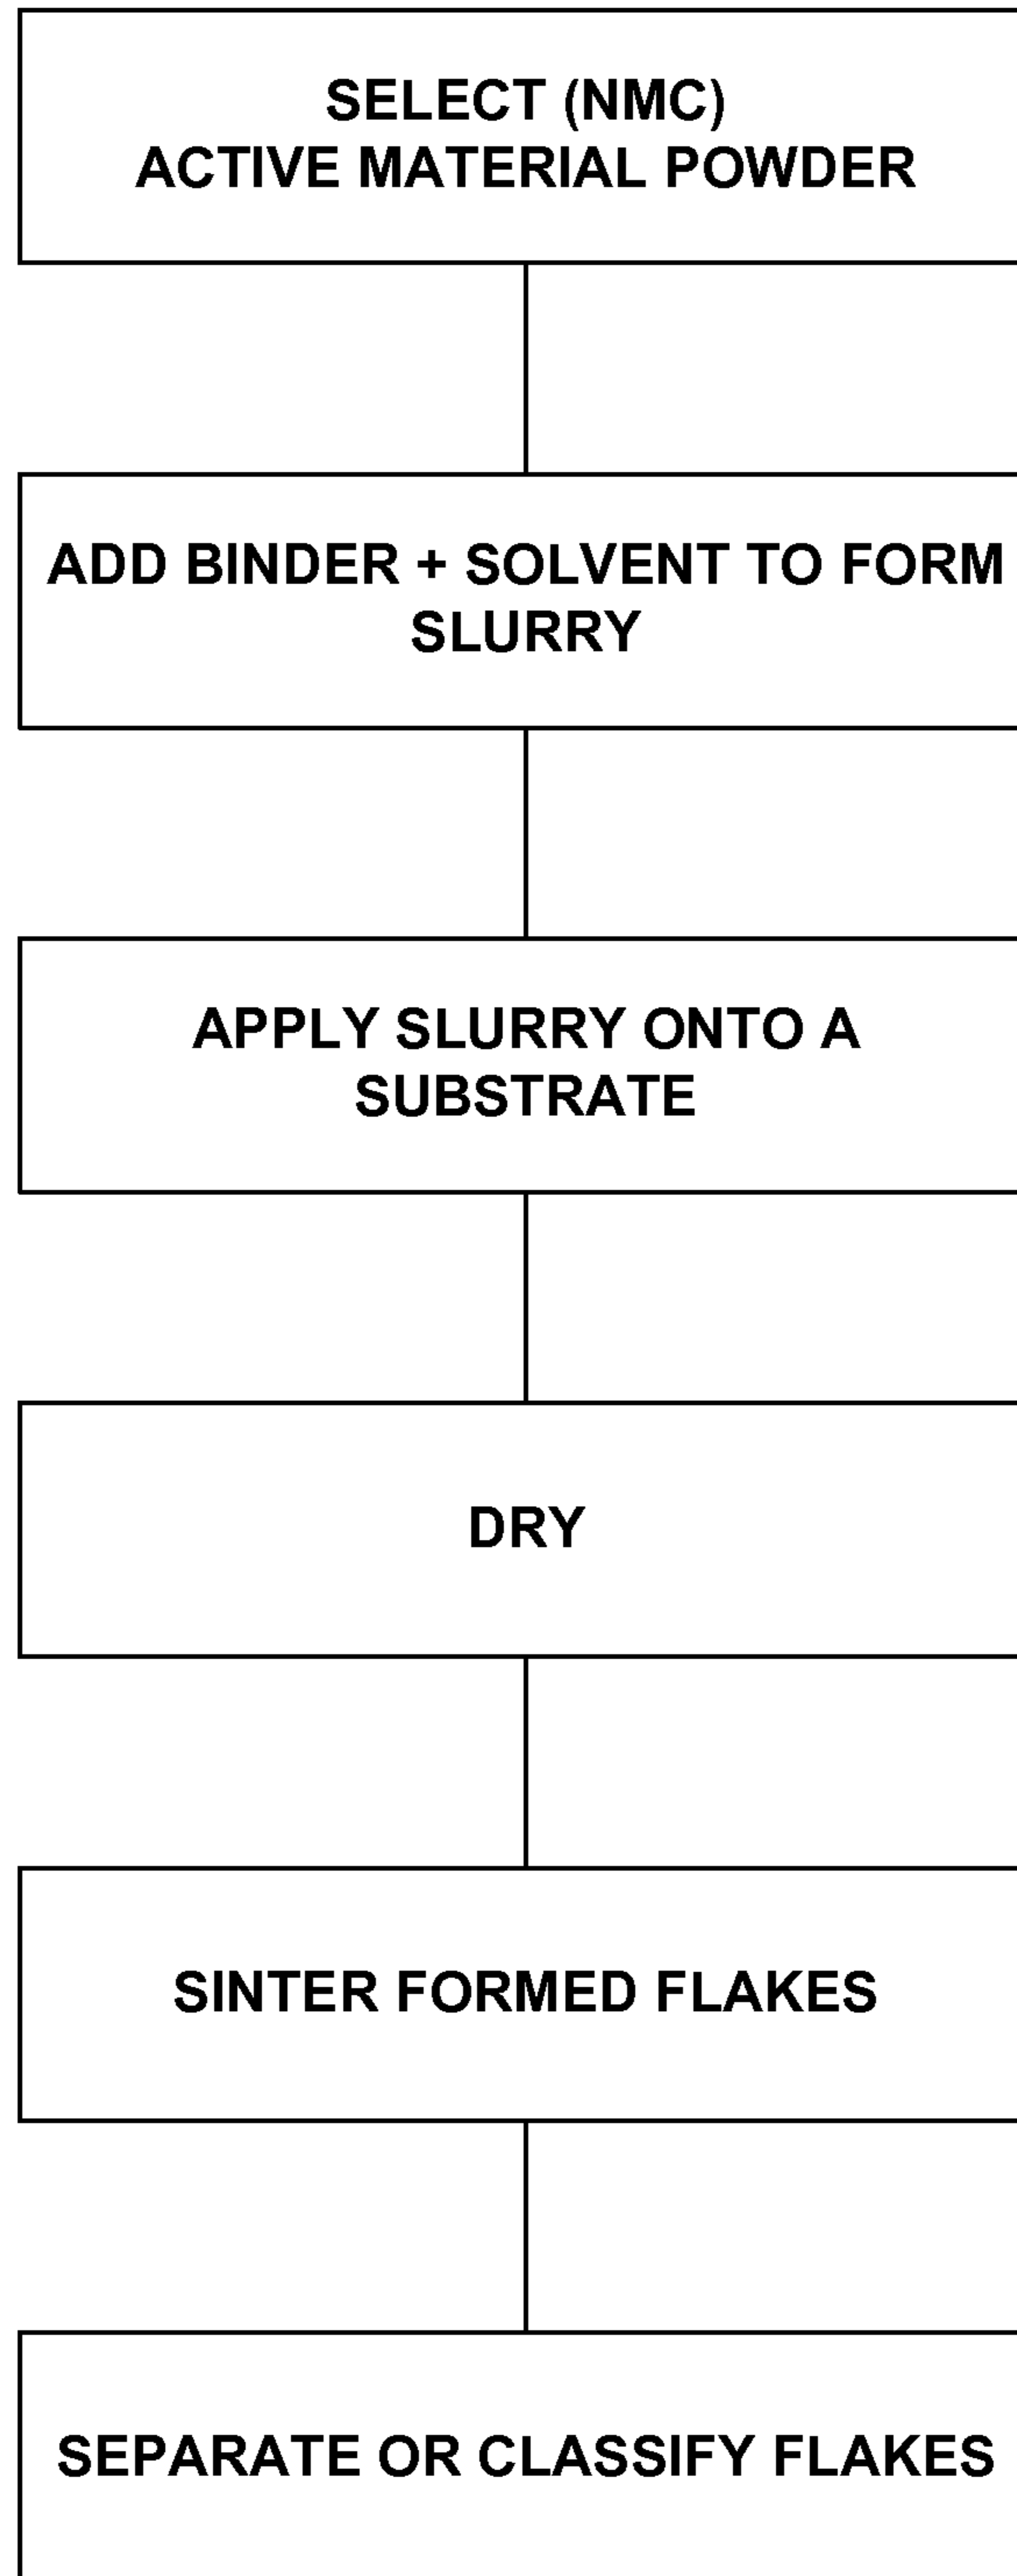 SELECT (NMC)
ACTIVE MATERIAL POWDER
ADD BINDER + SOLVENT TO FORM
SLURRY
APPLY SLURRY ONTO A
SUBSTRATE
DRY
SINTER FORMED FLAKES
SEPARATE OR CLASSIFY FLAKES